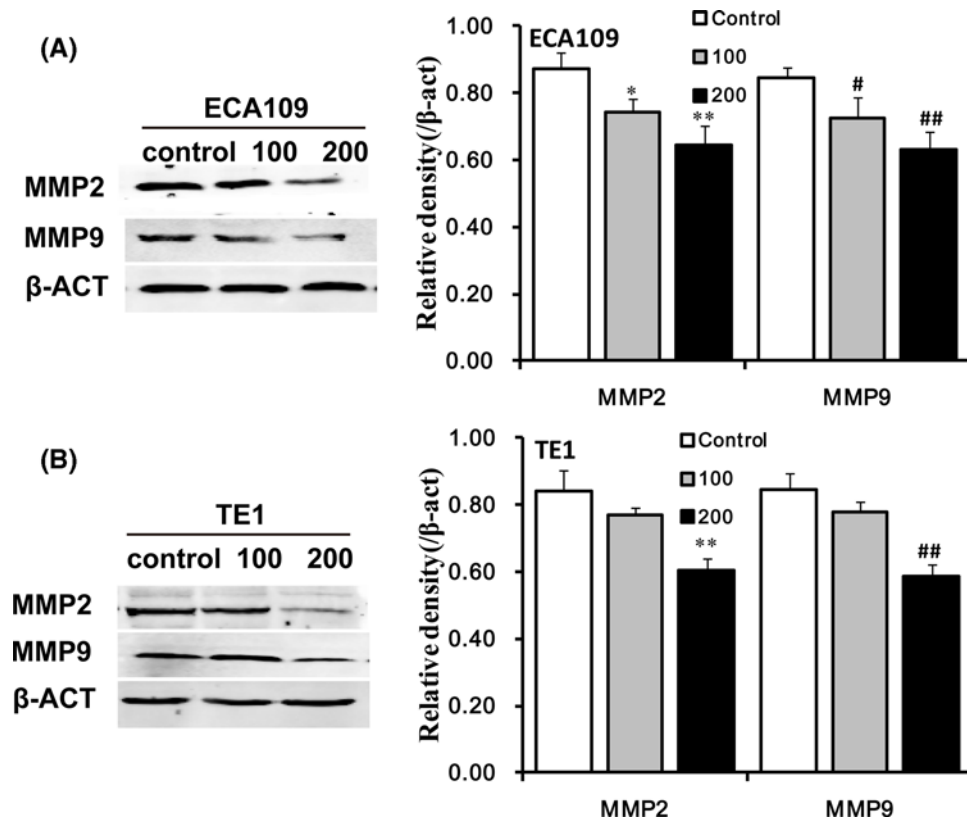 (A)
ECA109
control 100 200
MMP2
MMP9
β-ACT
Relative density(/β-act)
1.00
0.80
0.60
0.40
0.20
0.00
ECA109
Control
100
200
*
**
#
##
MMP2 MMP9
(B)
TE1
control 100 200
MMP2
MMP9
β-ACT
Relative density(/β-act)
1.00
0.80
0.60
0.40
0.20
0.00
TE1
Control
100
200
**
##
MMP2 MMP9